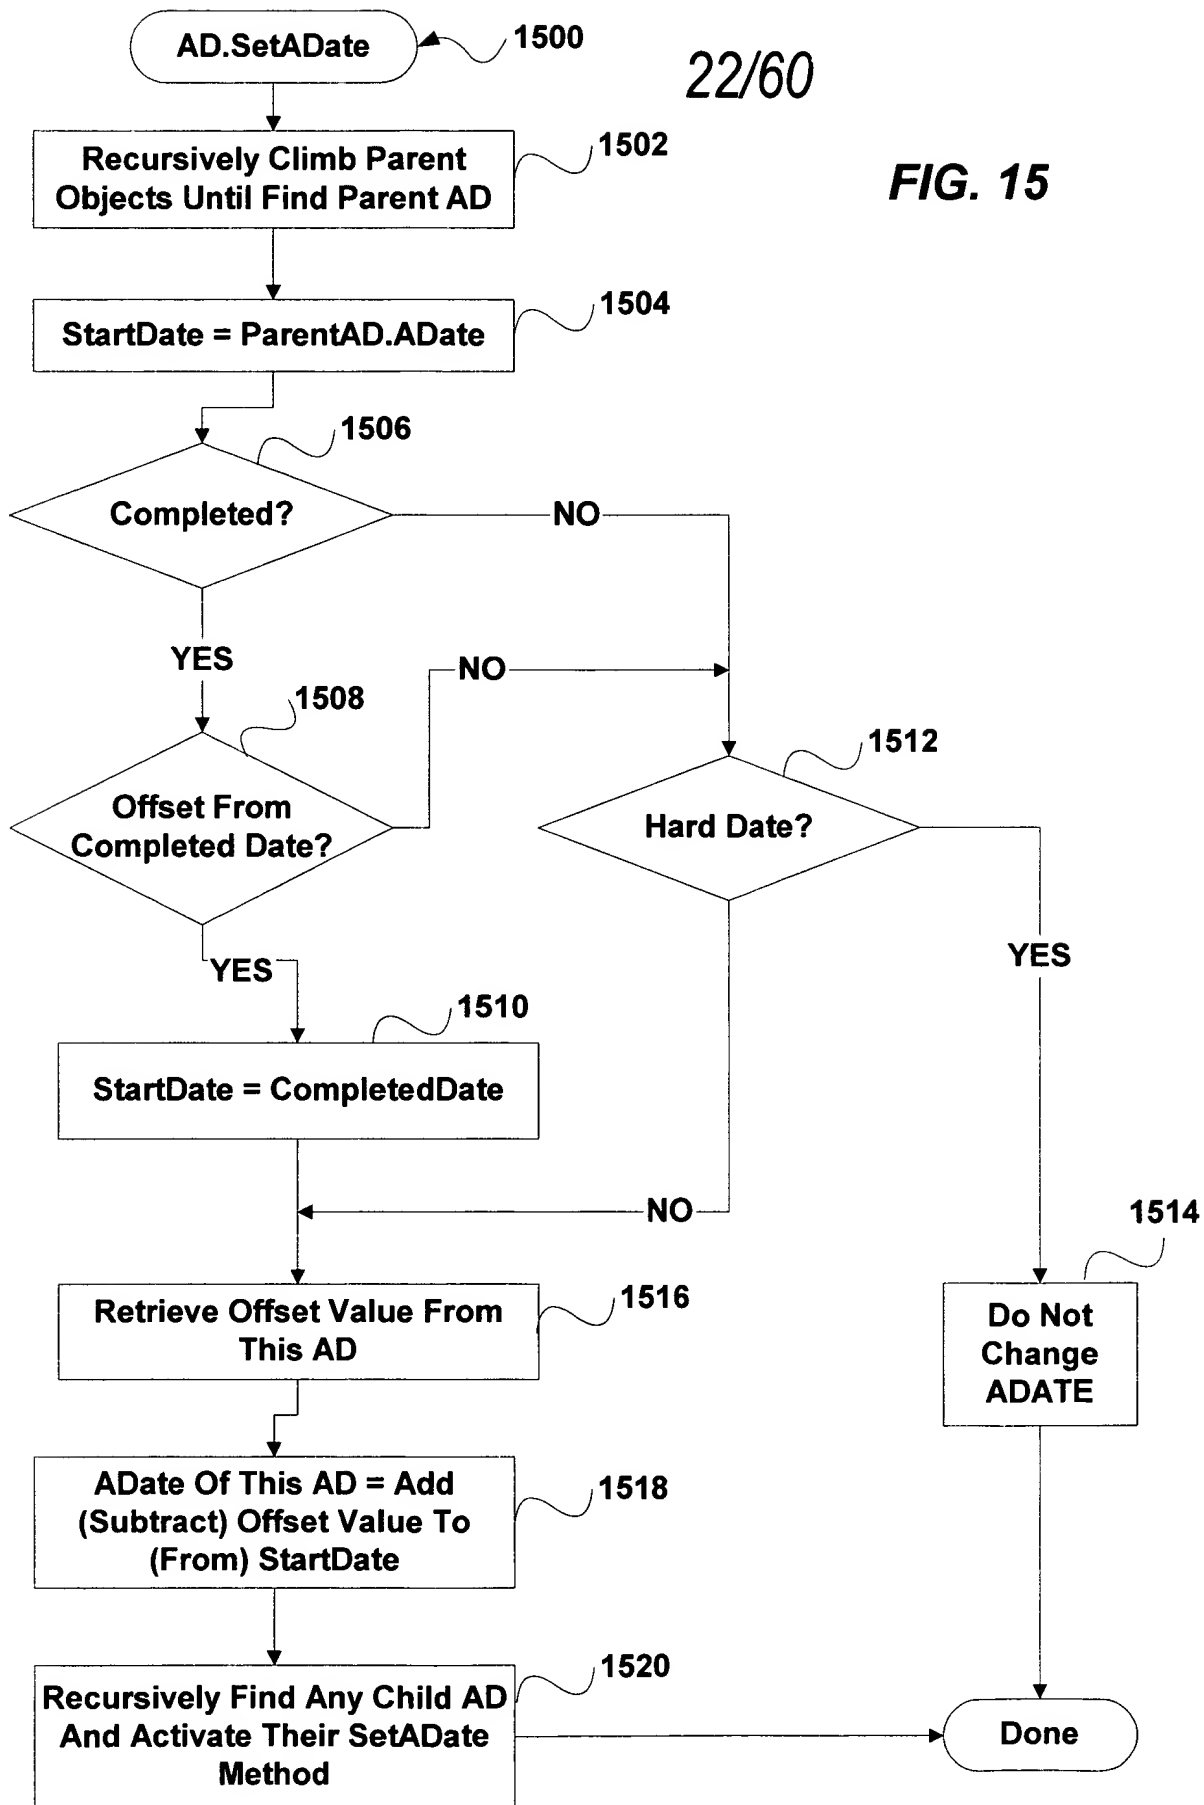 AD.SetADate
1500
22/60
FIG. 15
1502
Recursively Climb Parent
Objects Until Find Parent AD
1504
StartDate = ParentAD.ADate
1506
Completed?
NO
YES
NO
1508
1512
Offset From
Completed Date?
Hard Date?
YES
YES
1510
StartDate = CompletedDate
NO
1514
Retrieve Offset Value From
This AD
1516
Do Not
Change
ADATE
ADate Of This AD = Add
(Subtract) Offset Value To
(From) StartDate
1518
1520
Recursively Find Any Child AD
And Activate Their SetADate
Method
Done